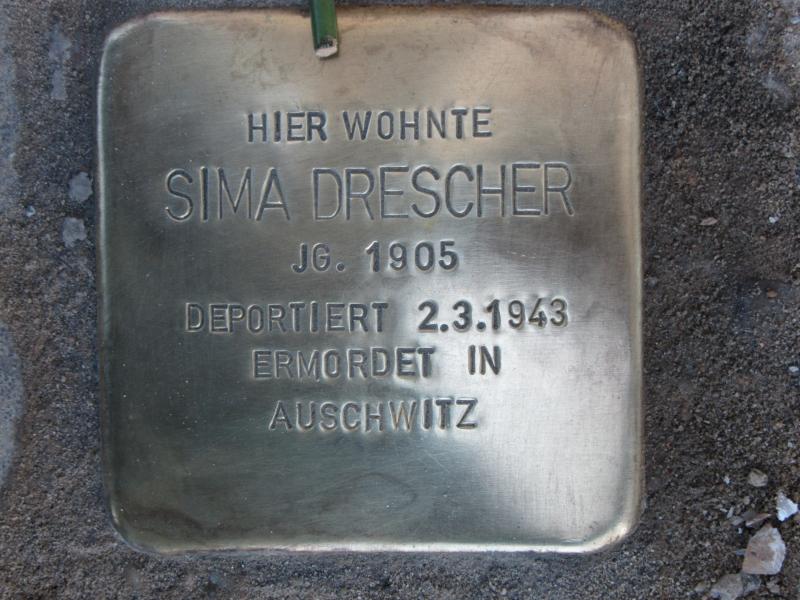 HIER WOHNTE
SIMA DRESCHER
JG. 1905
DEPORTIERT 2.3.1943
ERMORDET IN
AUSCHWITZ